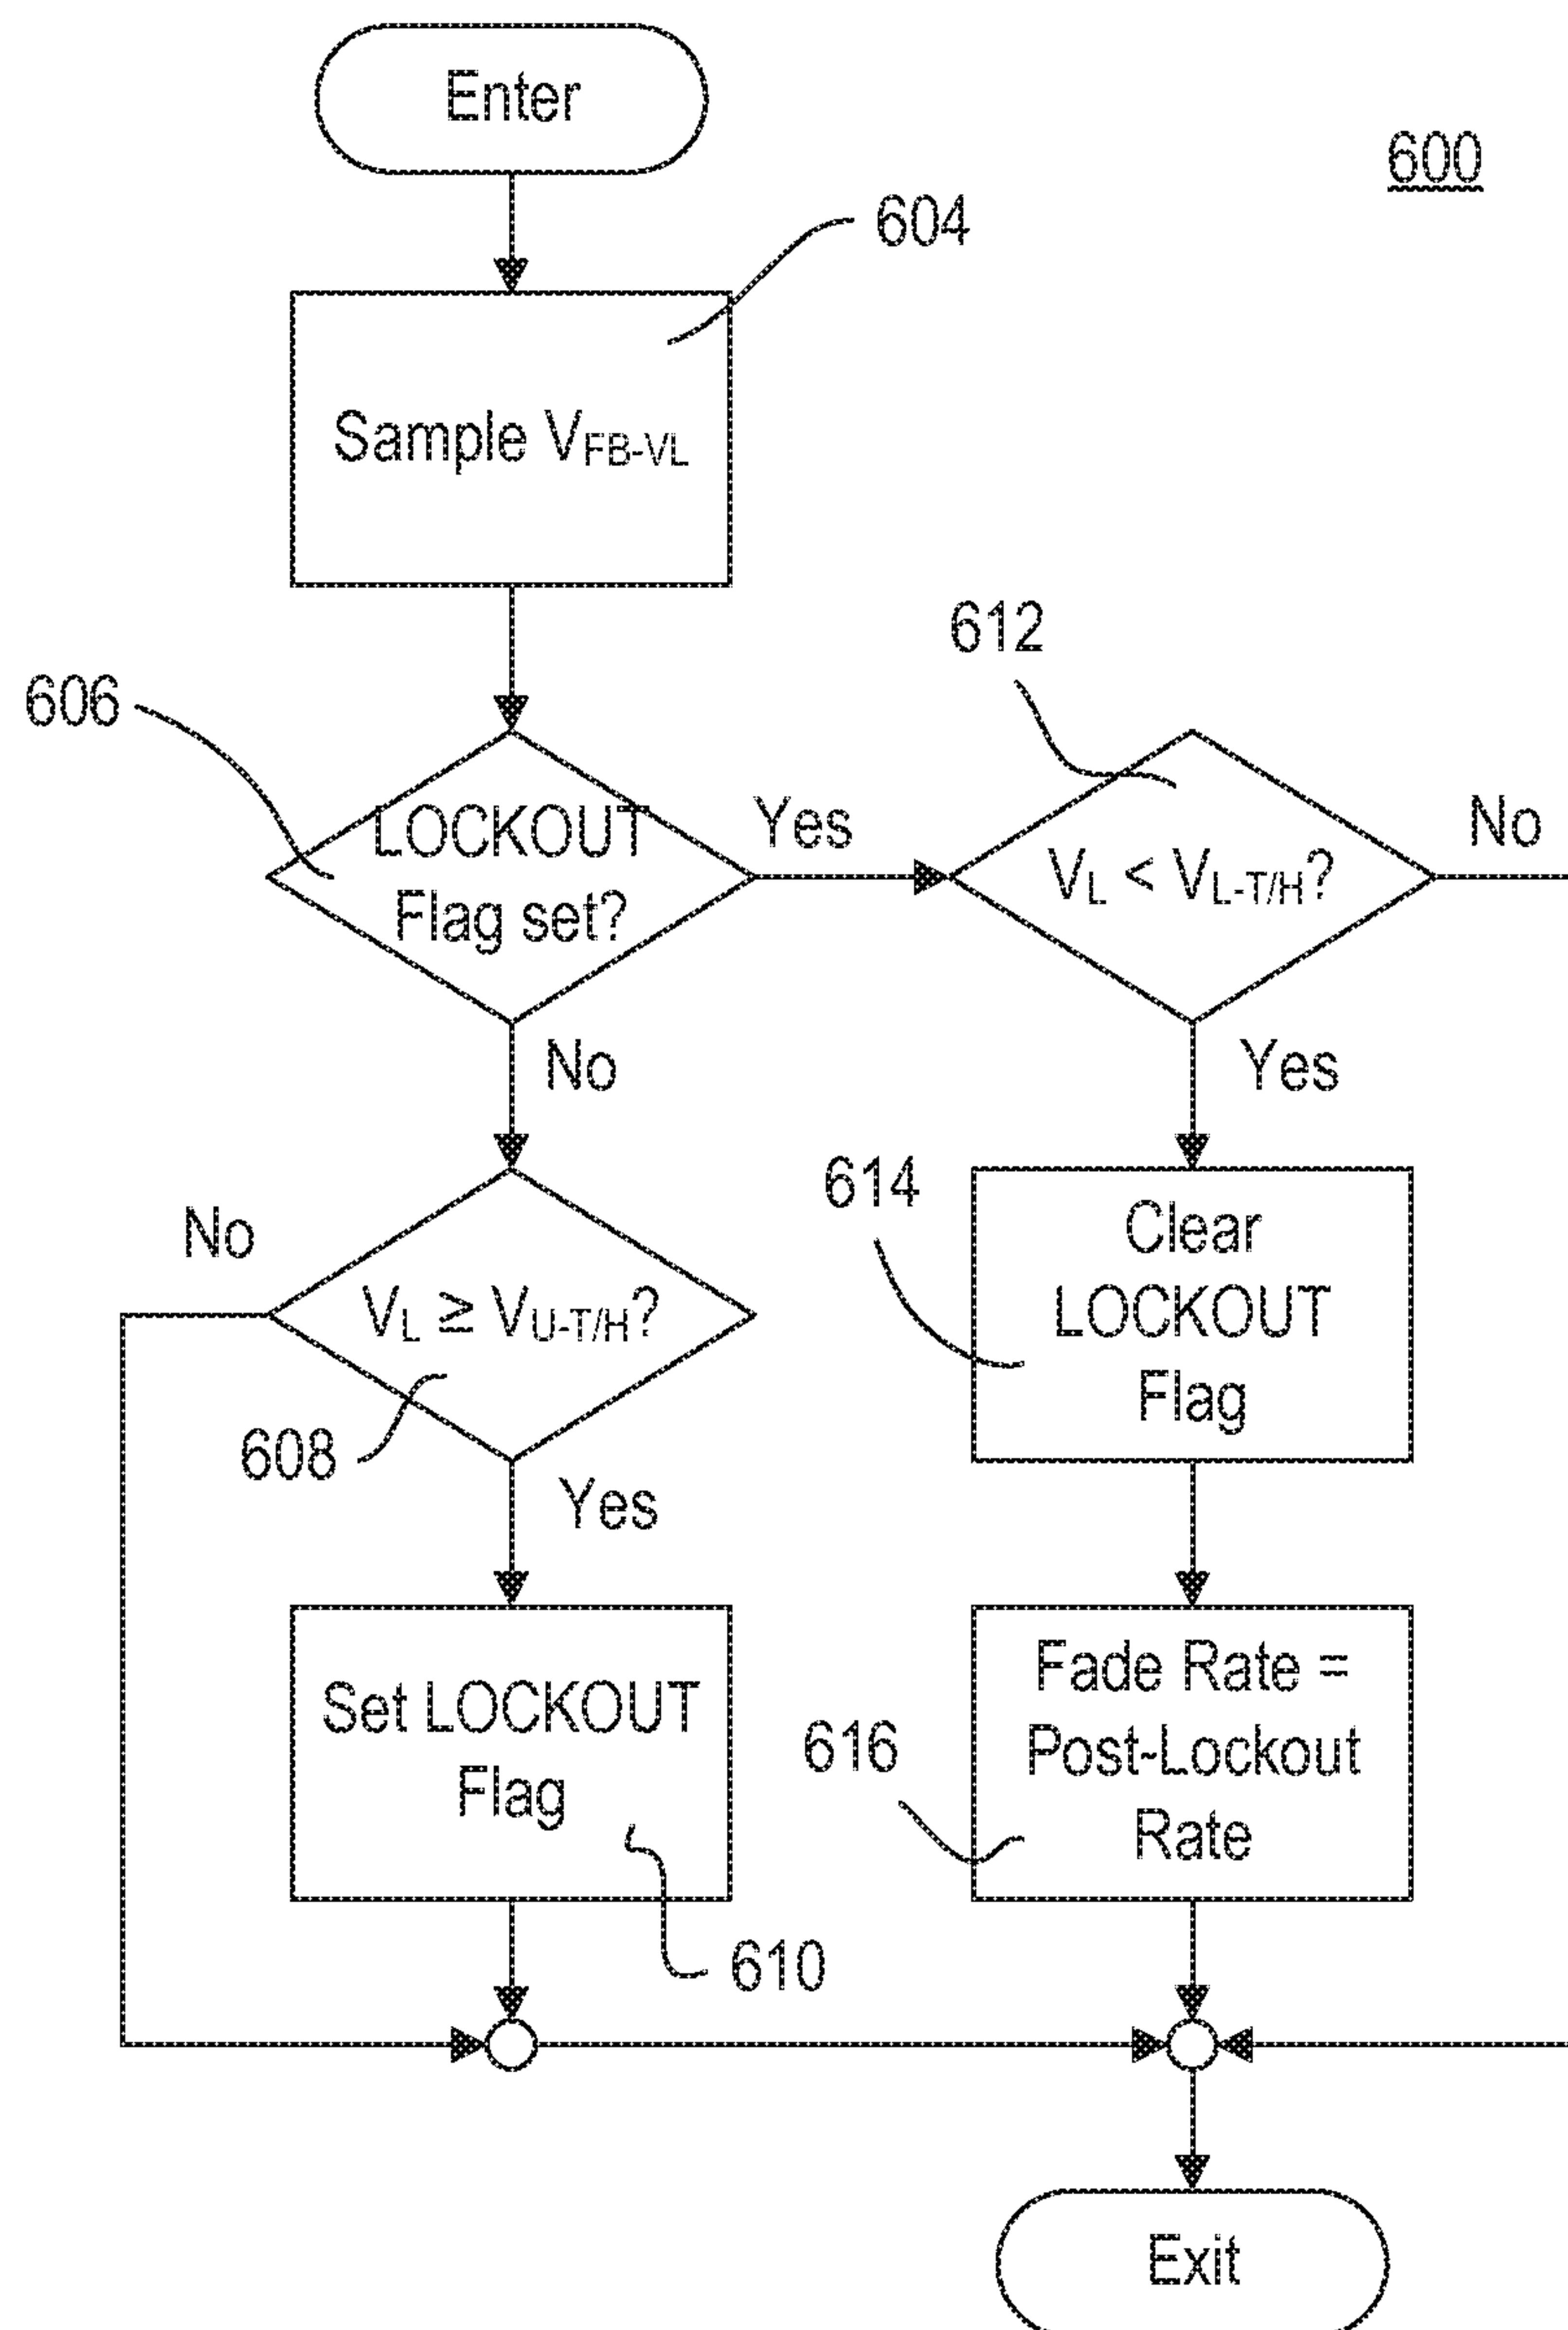 Enter
600
604
Sample VFB-VL
612
606
LOCKOUT
Flag set?
Yes
VL < VL-T/H?
No
No
Yes
614
Clear
LOCKOUT
Flag
No
VL ≥ VU-T/H?
608
Yes
Set LOCKOUT
Flag
Fade Rate =
Post-Lockout
Rate
616
610
Exit